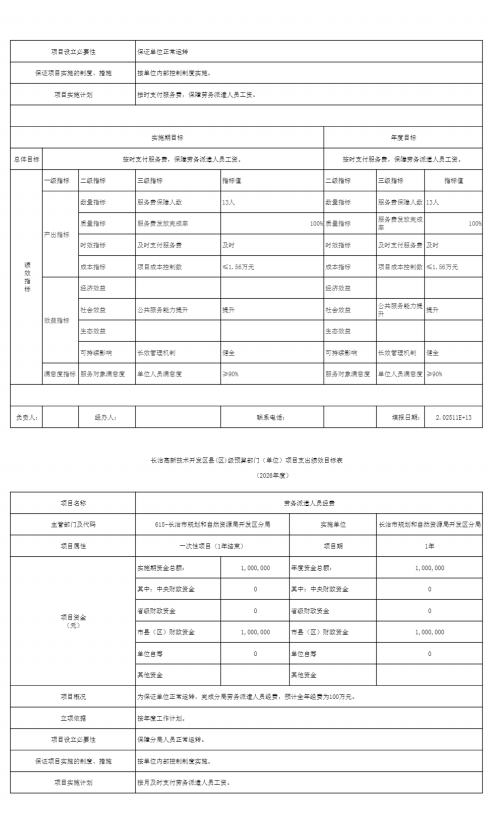 项目设立必要性 保证单位正常运转
保证项目实施的制度、措施 按单位内部控制制度实施。
项目实施计划 按时支付服务费，保障劳务派遣人员工资。
实施期目标 年度目标
总体目标 按时支付服务费，保障劳务派遣人员工资。 按时支付服务费，保障劳务派遣人员工资。
绩效指标 一级指标 二级指标 三级指标 指标值 二级指标 三级指标 指标值
产出指标 数量指标 服务费保障人数 13人 数量指标 服务费保障人数 13人
质量指标 服务费发放完成率 100% 质量指标 服务费发放完成率 100%
时效指标 及时支付服务费 及时 时效指标 及时支付服务费 及时
成本指标 项目成本控制数 ≤1.56万元 成本指标 项目成本控制数 ≤1.56万元
效益指标 经济效益 经济效益
社会效益 公共服务能力提升 提升 社会效益 公共服务能力提升 提升
生态效益 生态效益
可持续影响 长效管理机制 健全 可持续影响 长效管理机制 健全
满意度指标 服务对象满意度 单位人员满意度 ≥90% 服务对象满意度 单位人员满意度 ≥90%
负责人： 经办人： 联系电话： 填报日期： 2.02511E+13
长治高新技术开发区县(区)级预算部门（单位）项目支出绩效目标表
（2026年度）
项目名称 劳务派遣人员经费
主管部门及代码 615-长治市规划和自然资源局开发区分局 实施单位 长治市规划和自然资源局开发区分局
项目属性 一次性项目（1年结束） 项目期 1年
项目资金（元） 实施期资金总额： 1,000,000 年度资金总额： 1,000,000
其中：中央财政资金 0 其中：中央财政资金 0
省级财政资金 0 省级财政资金 0
市县（区）财政资金 1,000,000 市县（区）财政资金 1,000,000
单位自筹 0 单位自筹 0
其他资金 其他资金
项目概况 为保证单位正常运转，完成分局劳务派遣人员经费，预计全年经费为100万元。
立项依据 按年度工作计划。
项目设立必要性 保障分局人员正常运转。
保证项目实施的制度、措施 按单位内部控制制度实施。
项目实施计划 按月及时支付劳务派遣人员工资。